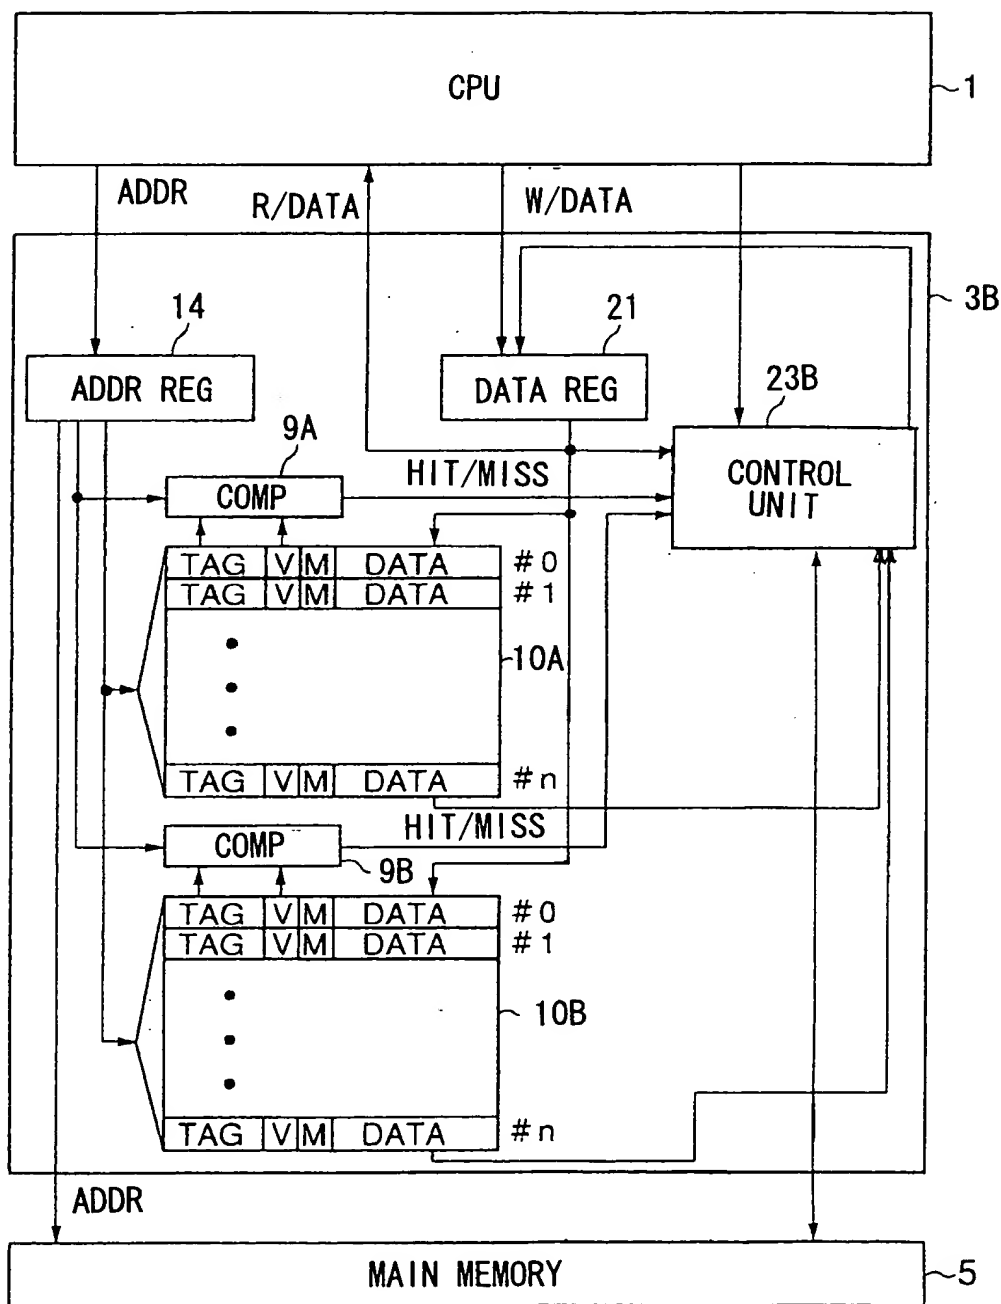 CPU
1
ADDR
R/DATA
W/DATA
3B
14
21
ADDR REG
DATA REG
23B
9A
HIT/MISS
CONTROL
UNIT
COMP
TAG V M DATA #0
TAG V M DATA #1
10A
TAG V M DATA #n
HIT/MISS
COMP
9B
TAG V M DATA #0
TAG V M DATA #1
10B
TAG V M DATA #n
ADDR
MAIN MEMORY
5